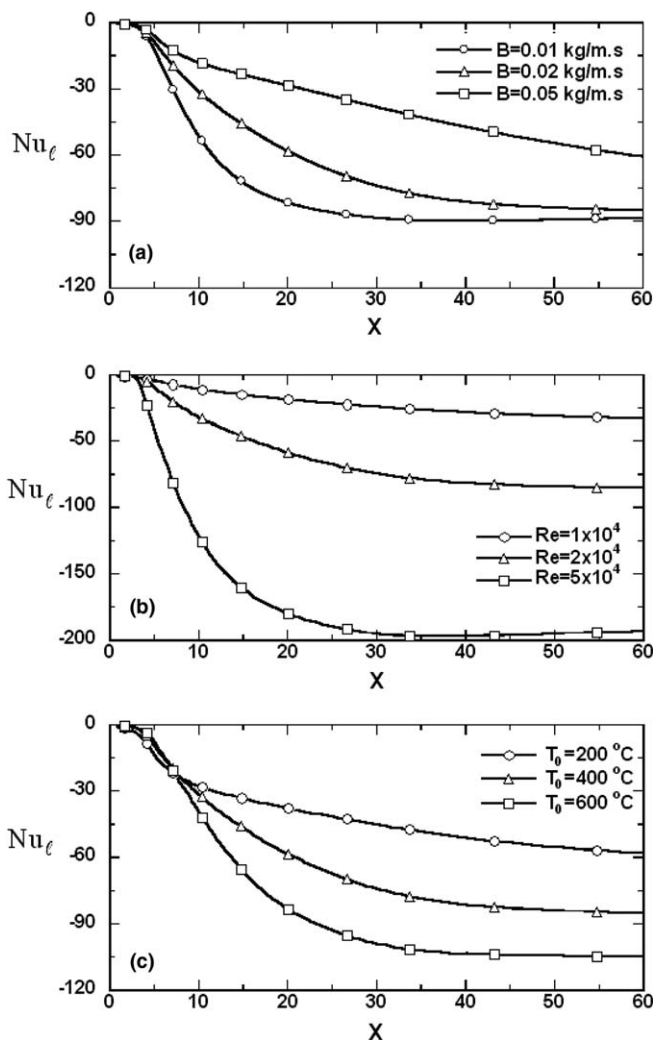 0
-30
-60
-90
-120
Nuℓ
B=0.01 kg/m.s
B=0.02 kg/m.s
B=0.05 kg/m.s
(a)
0 10 20 30 40 50 60
X
0
-50
-100
-150
-200
Nuℓ
Re=1x10⁴
Re=2x10⁴
Re=5x10⁴
(b)
0 10 20 30 40 50 60
X
0
-30
-60
-90
-120
Nuℓ
T₀=200 °C
T₀=400 °C
T₀=600 °C
(c)
0 10 20 30 40 50 60
X